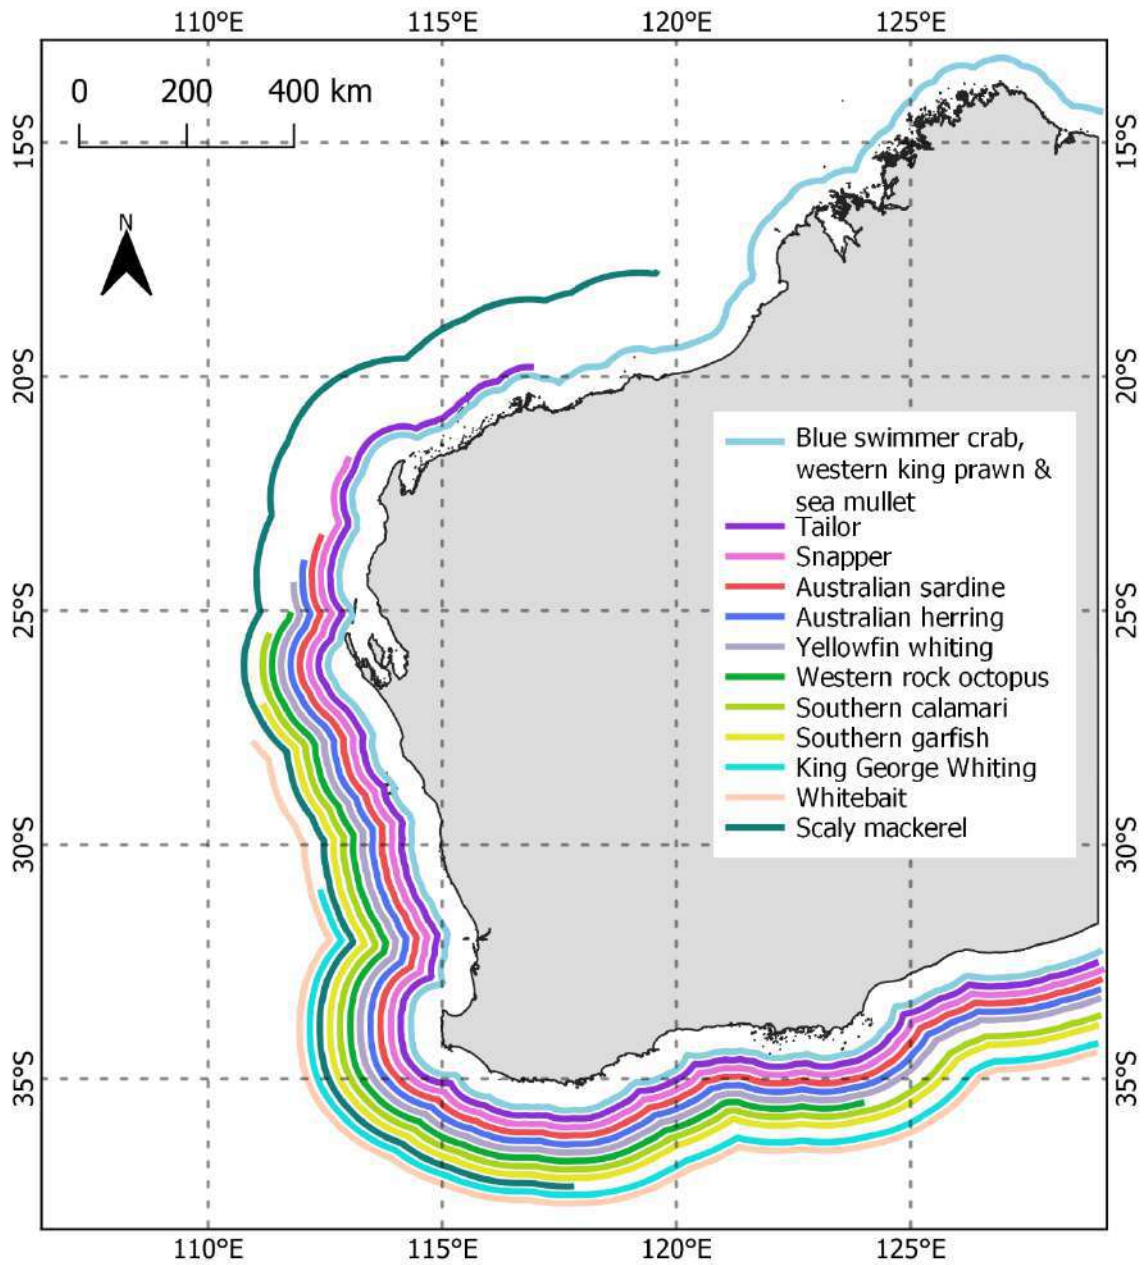 110°E 115°E 120°E 125°E
0 200 400 km
15°S 15°S
N
20°S 20°S
Blue swimmer crab,
western king prawn &
sea mullet
Tailor
Snapper
Australian sardine
25°S Australian herring 25°S
Yellowfin whiting
Western rock octopus
Southern calamari
Southern garfish
King George Whiting
Whitebait
Scaly mackerel
30°S 30°S
35°S 35°S
110°E 115°E 120°E 125°E